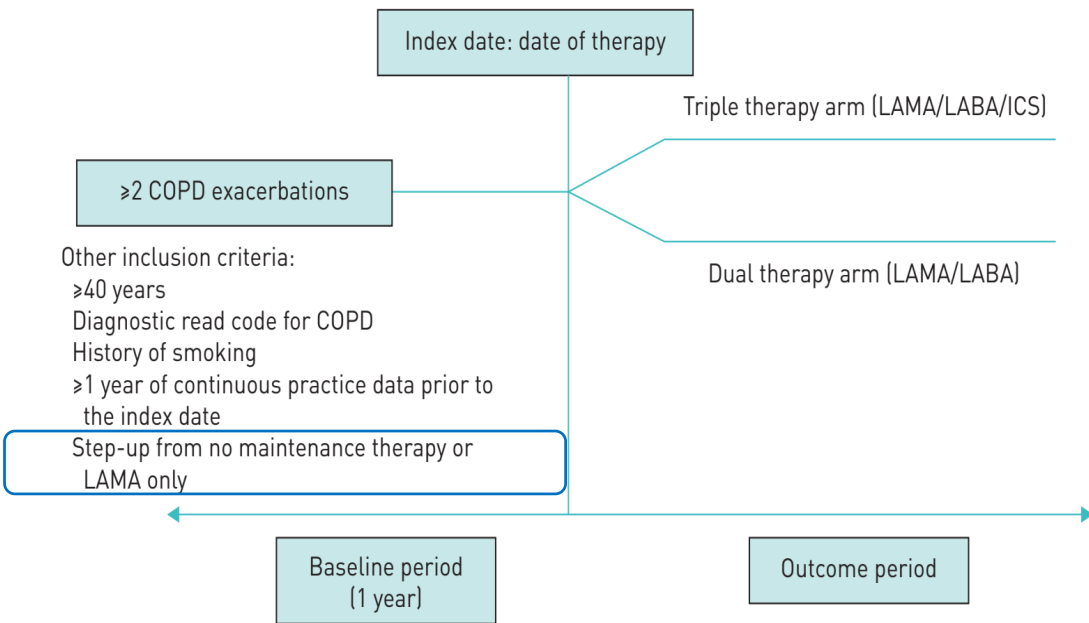 Index date: date of therapy
Triple therapy arm (LAMA/LABA/ICS)
≥2 COPD exacerbations
Other inclusion criteria:
≥40 years
Diagnostic read code for COPD
History of smoking
≥1 year of continuous practice data prior to
the index date
Step-up from no maintenance therapy or
LAMA only
Dual therapy arm (LAMA/LABA)
Baseline period
(1 year)
Outcome period